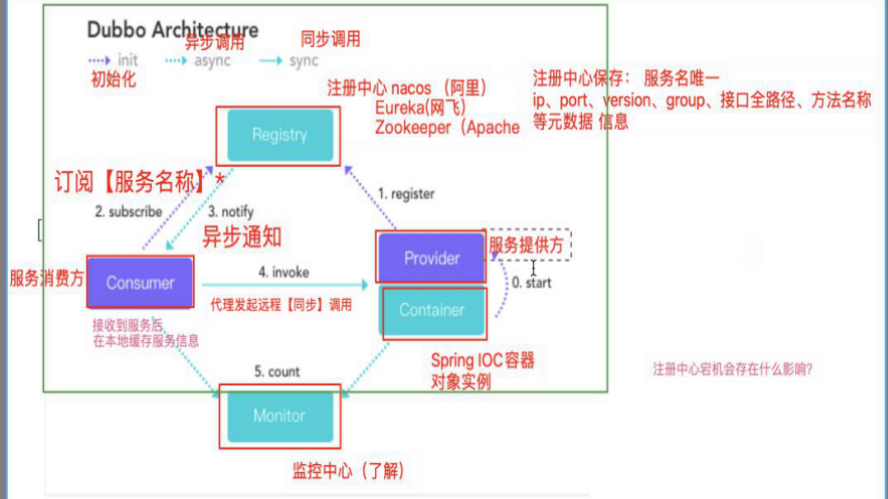 Dubbo Architecture
异步调用
同步调用
init
async
sync
初始化
注册中心 nacos （阿里）
Eureka(网飞)
Zookeeper（Apache
注册中心保存： 服务名唯一
ip、port、version、group、接口全路径、方法名称
等元数据 信息
Registry
订阅【服务名称】*
1. register
2. subscribe
3. notify
异步通知
服务提供方
Provider
服务消费方
Consumer
4. invoke
0. start
代理发起远程【同步】调用
Container
接收到服务后
在本地缓存服务信息
Spring IOC容器
对象实例
5. count
注册中心宕机会存在什么影响?
Monitor
监控中心（了解）